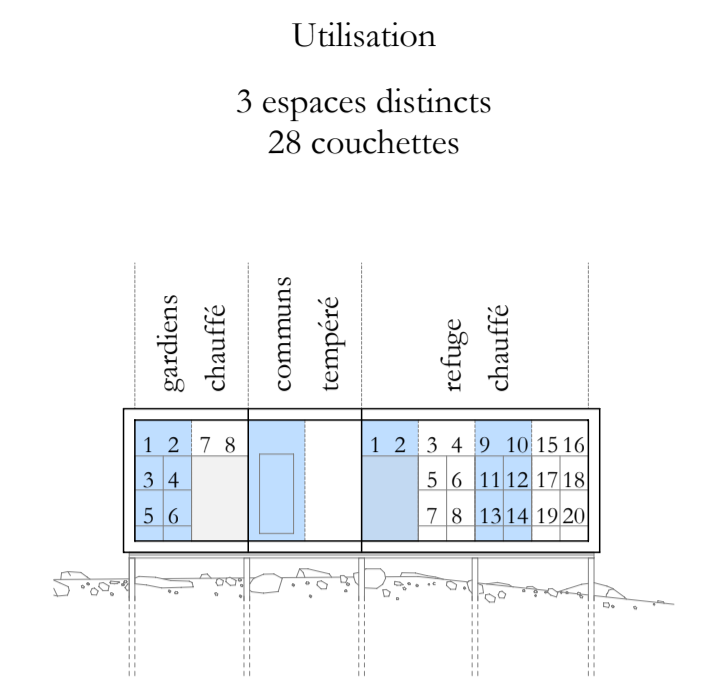 Utilisation
3 espaces distincts
28 couchettes
gardiens
chauffé
communs
tempéré
refuge
chauffé
1 2 7 8 1 2 3 4 9 10 15 16
3 4 5 6 11 12 17 18
5 6 7 8 13 14 19 20